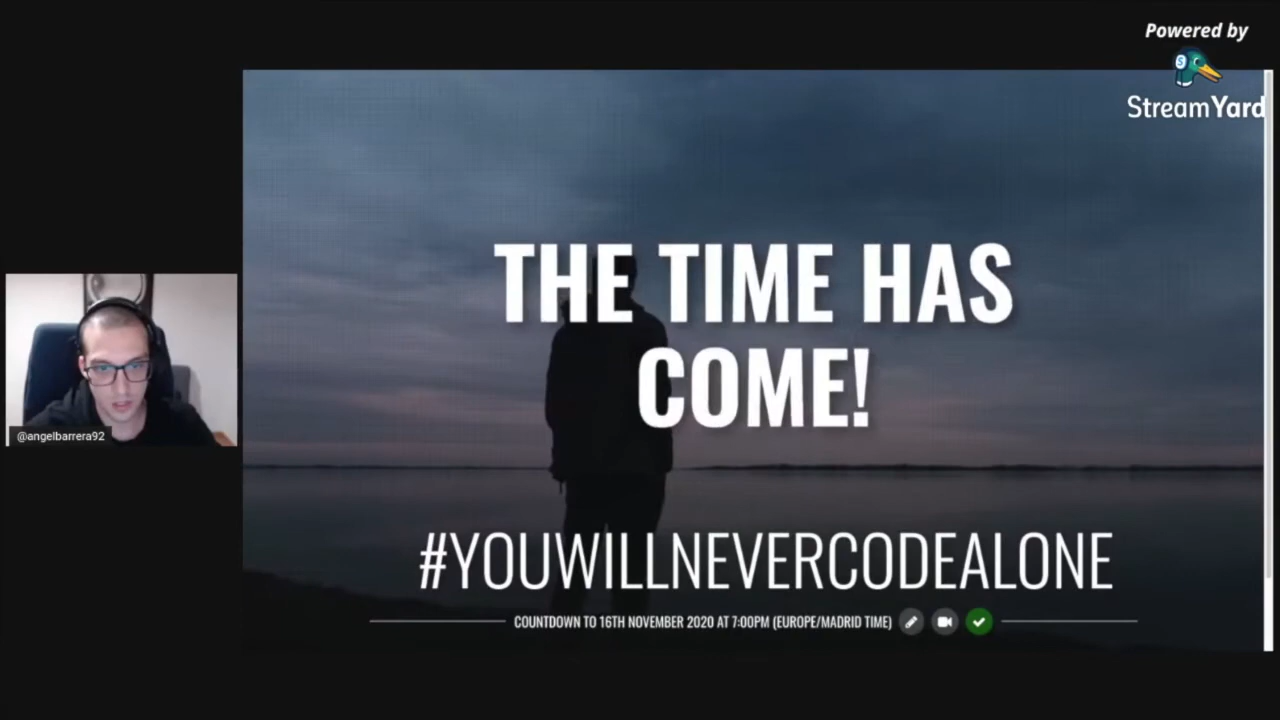 Powered by
StreamYard
THE TIME HAS
COME!
@angelbarrera92
#YOUWILLNEVERCODEALONE
COUNTDOWN TO 16TH NOVEMBER 2020 AT 7:00PM (EUROPE/MADRID TIME)